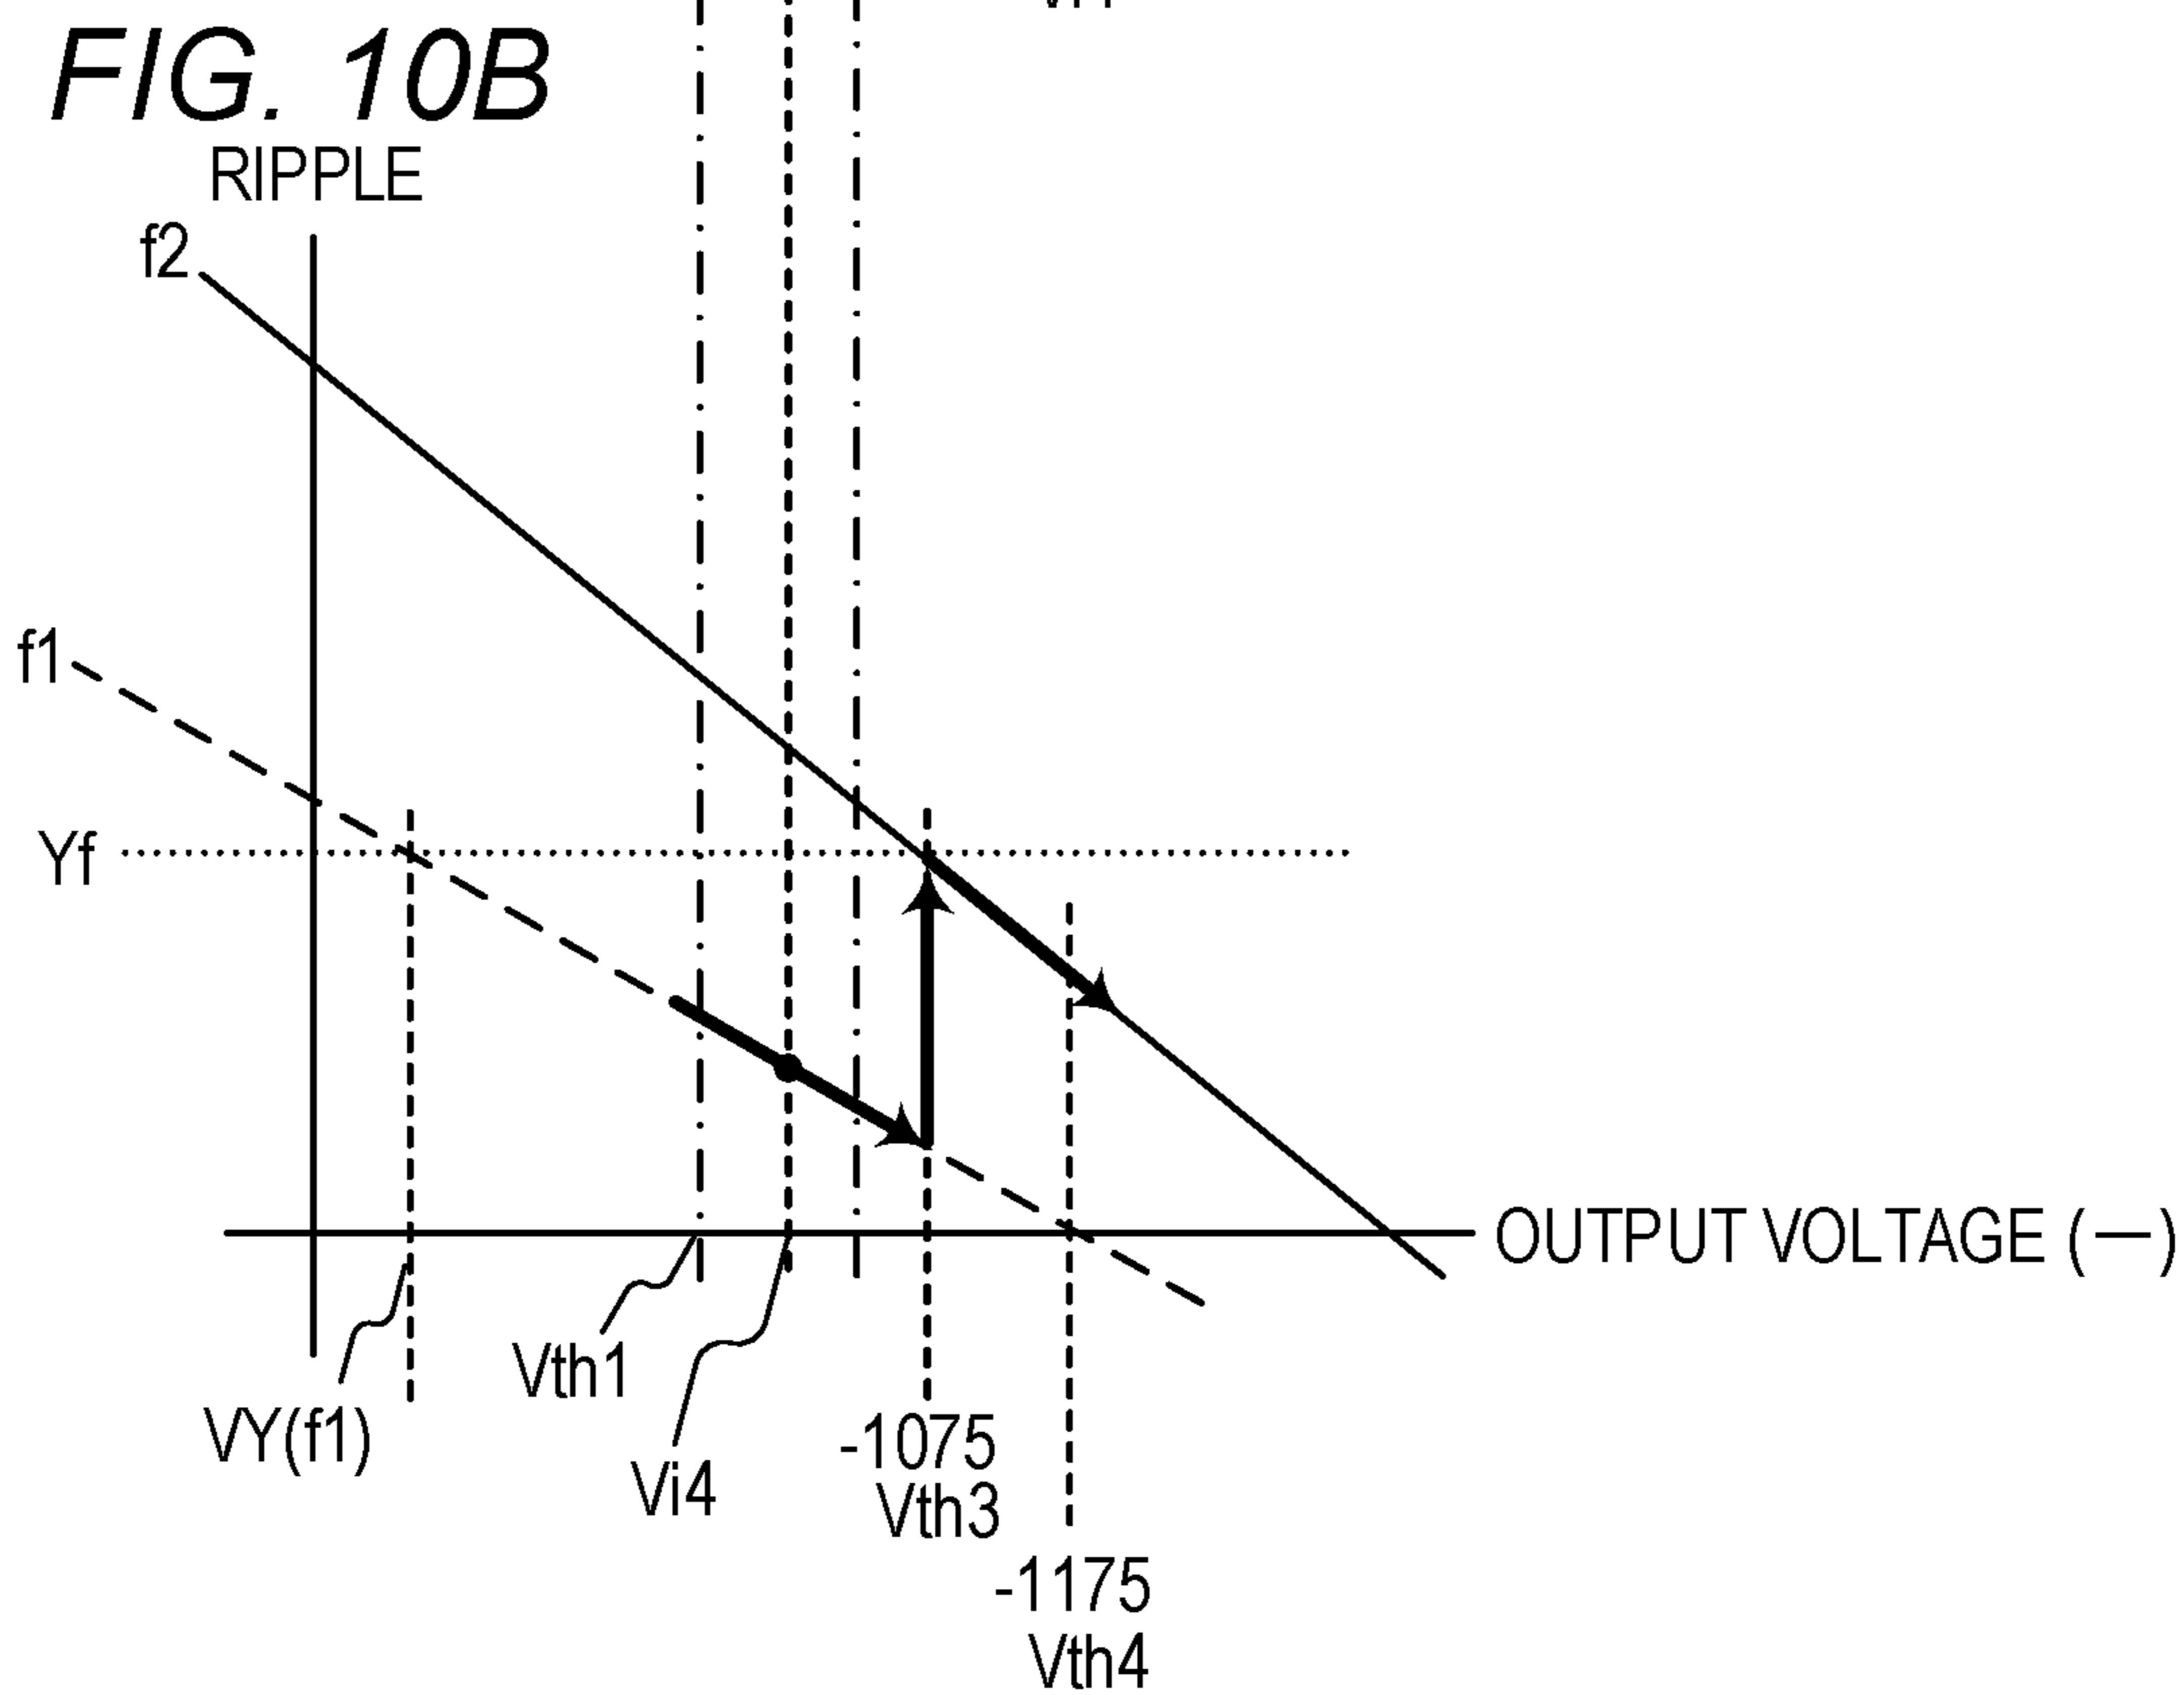 FIG. 10B
RIPPLE
f2
f1
Yf
OUTPUT VOLTAGE (—)
Vth1
VY(f1)
Vi4
-1075
Vth3
-1175
Vth4